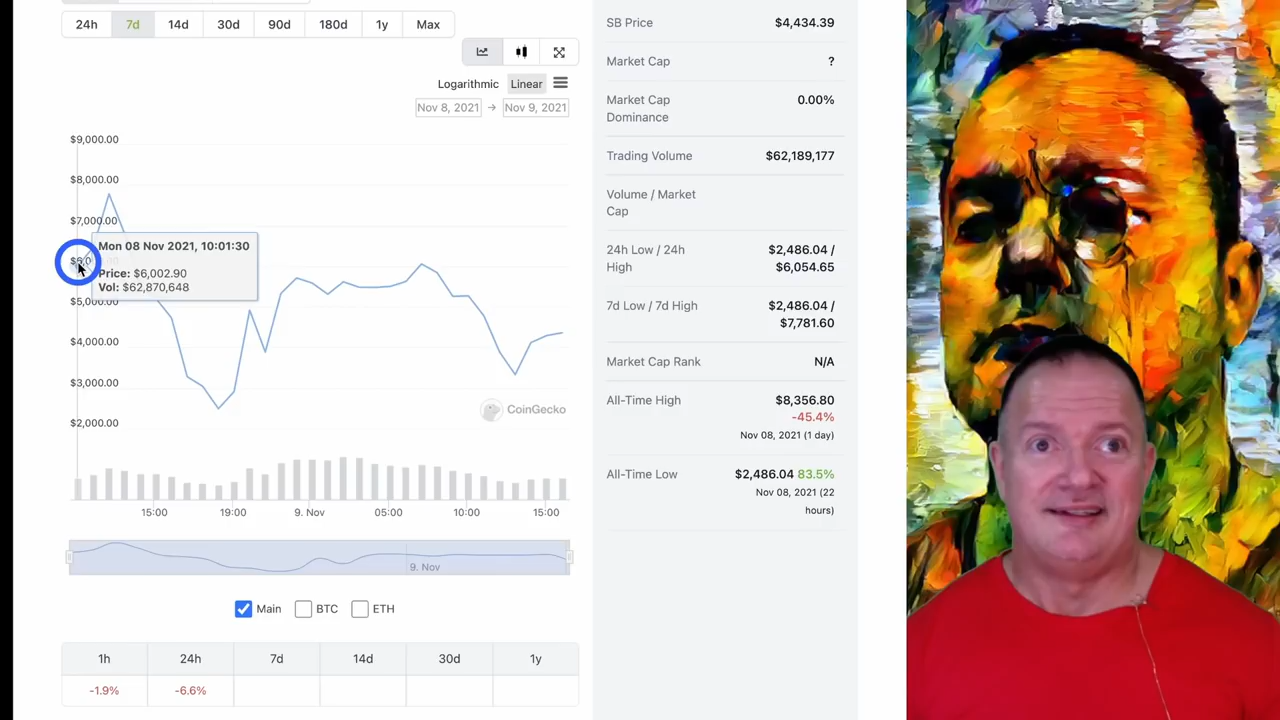 24h 7d 14d 30d 90d 180d 1y Max
Logarithmic Linear
Nov 8, 2021 → Nov 9, 2021
$9,000.00
$8,000.00
$7,000.00
Mon 08 Nov 2021, 10:01:30
Price: $6,002.90
Vol: $62,870,648
$5,000.00
$4,000.00
$3,000.00
$2,000.00
CoinGecko
15:00 19:00 9. Nov 05:00 10:00 15:00
9. Nov
Main BTC ETH
1h 24h 7d 14d 30d 1y
-1.9% -6.6%
SB Price $4,434.39
Market Cap ?
Market Cap 0.00%
Dominance
Trading Volume $62,189,177
Volume / Market
Cap
24h Low / 24h $2,486.04 /
High $6,054.65
7d Low / 7d High $2,486.04 /
$7,781.60
Market Cap Rank N/A
All-Time High $8,356.80
-45.4%
Nov 08, 2021 (1 day)
All-Time Low $2,486.04 83.5%
Nov 08, 2021 (22
hours)